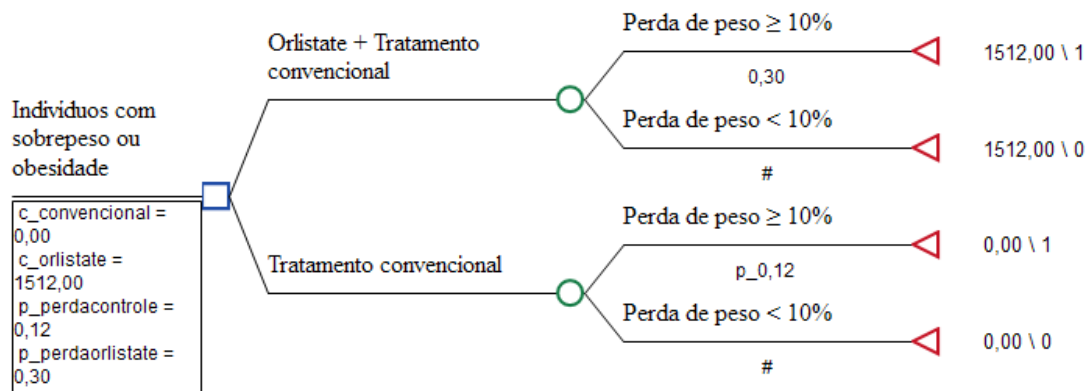 Indivíduos com
sobrepeso ou
obesidade
c_convencional =
0,00
c_orlistate =
1512,00
p_perdacontrole =
0,12
p_perdaorlistate =
0,30
Orlistate + Tratamento
convencional
Perda de peso ≥ 10%
0,30
1512,00 \ 1
Perda de peso < 10%
#
1512,00 \ 0
Tratamento convencional
Perda de peso ≥ 10%
p_0,12
0,00 \ 1
Perda de peso < 10%
#
0,00 \ 0